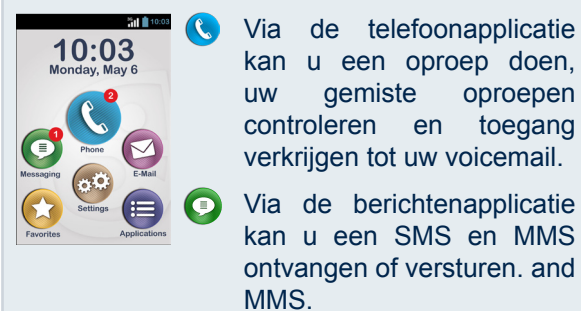 10:03
10:03
Monday, May 6
2
Phone
1
Messaging
E-Mail
Settings
Favorites
Applications
Via de telefoonapplicatie
kan u een oproep doen,
uw gemiste oproepen
controleren en toegang
verkrijgen tot uw voicemail.
Via de berichtenapplicatie
kan u een SMS en MMS
ontvangen of versturen. and
MMS.